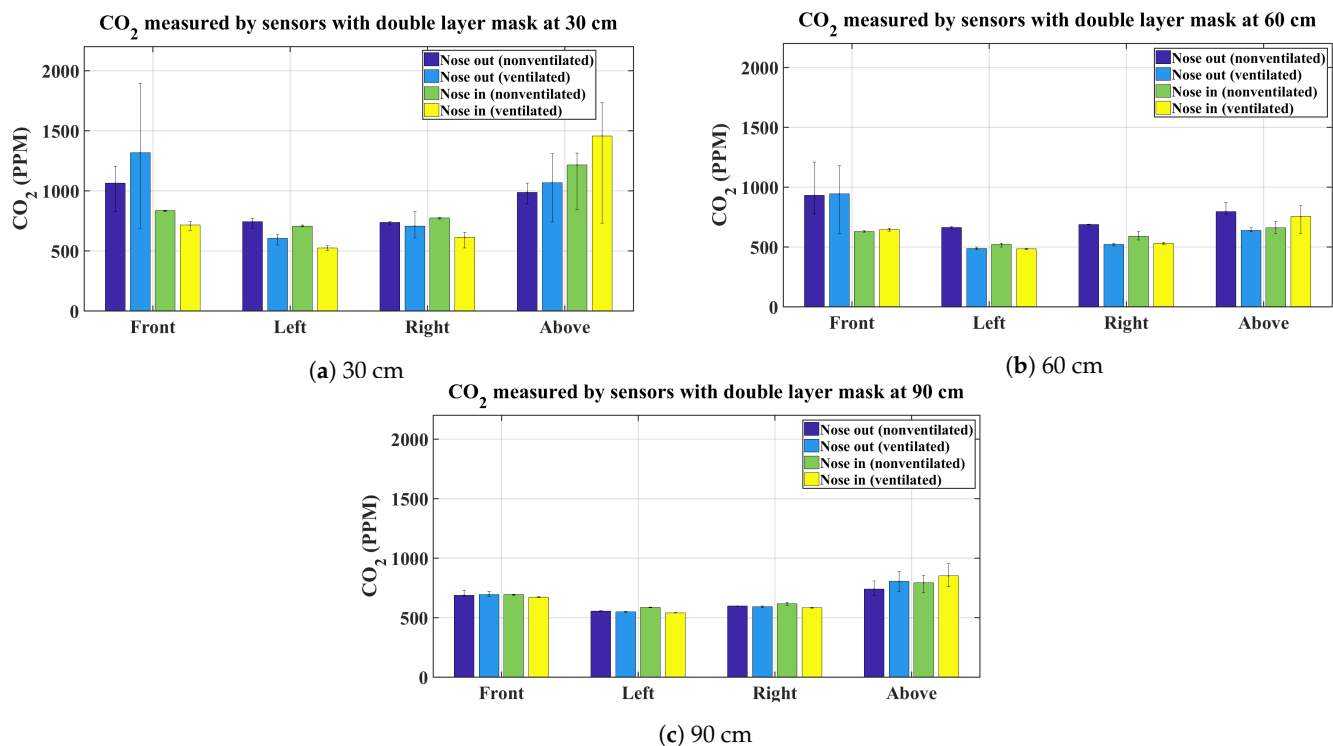 CO2 measured by sensors with double layer mask at 30 cm
CO2 (PPM)
2000
1500
1000
500
0
Nose out (nonventilated)
Nose out (ventilated)
Nose in (nonventilated)
Nose in (ventilated)
Front Left Right Above
(a) 30 cm
CO2 measured by sensors with double layer mask at 60 cm
CO2 (PPM)
2000
1500
1000
500
0
Nose out (nonventilated)
Nose out (ventilated)
Nose in (nonventilated)
Nose in (ventilated)
Front Left Right Above
(b) 60 cm
CO2 measured by sensors with double layer mask at 90 cm
CO2 (PPM)
2000
1500
1000
500
0
Nose out (nonventilated)
Nose out (ventilated)
Nose in (nonventilated)
Nose in (ventilated)
Front Left Right Above
(c) 90 cm